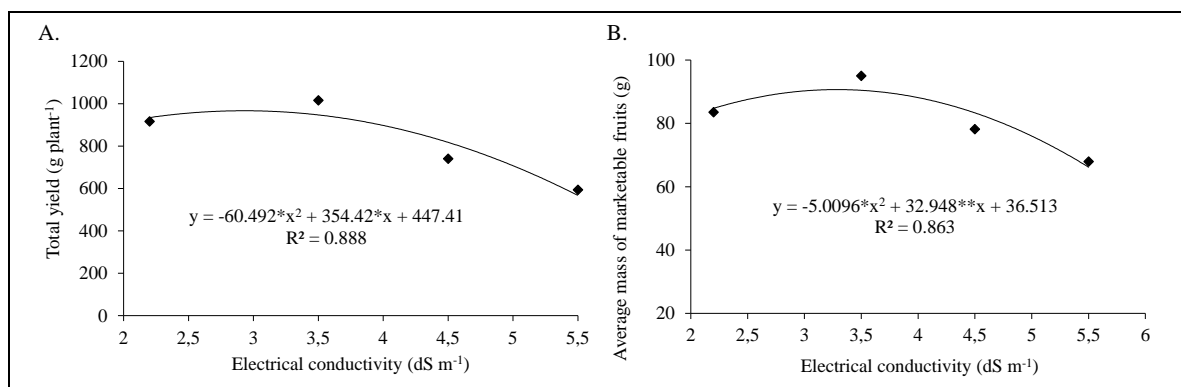 A.
Total yield (g plant⁻¹)
1200
1000
800
600
400
200
0
y = -60.492*x² + 354.42*x + 447.41
R² = 0.888
2 2,5 3 3,5 4 4,5 5 5,5
Electrical conductivity (dS m⁻¹)
B.
Average mass of marketable fruits (g)
100
80
60
40
20
y = -5.0096*x² + 32.948**x + 36.513
R² = 0.863
2 2,5 3 3,5 4 4,5 5 5,5 6
Electrical conductivity (dS m⁻¹)